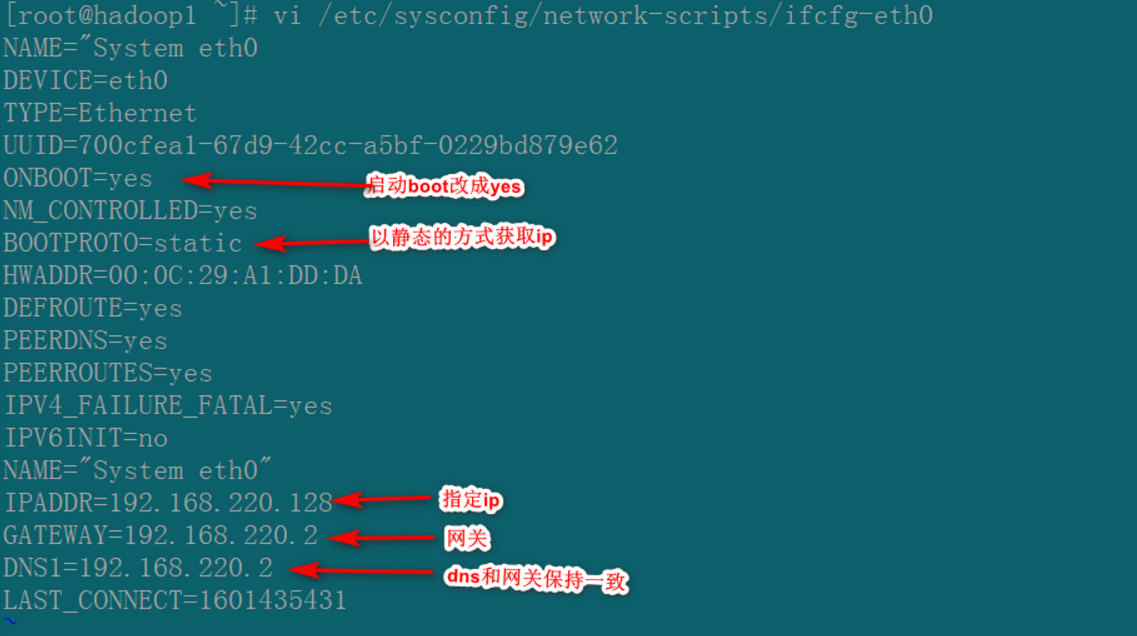 [root@hadoop1 ~]# vi /etc/sysconfig/network-scripts/ifcfg-eth0
NAME="System eth0
DEVICE=eth0
TYPE=Ethernet
UUID=700cfea1-67d9-42cc-a5bf-0229bd879e62
ONBOOT=yes 启动boot改成yes
NM_CONTROLLED=yes
BOOTPROTO=static 以静态的方式获取ip
HWADDR=00:0C:29:A1:DD:DA
DEFROUTE=yes
PEERDNS=yes
PEERROUTES=yes
IPV4_FAILURE_FATAL=yes
IPV6INIT=no
NAME="System eth0"
IPADDR=192.168.220.128 指定ip
GATEWAY=192.168.220.2 网关
DNS1=192.168.220.2 dns和网关保持一致
LAST_CONNECT=1601435431
~